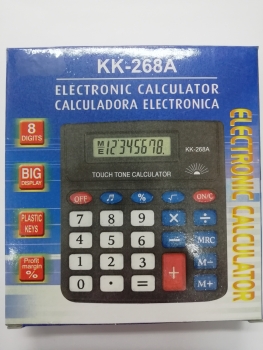 KK-268A
ELECTRONIC CALCULATOR
CALCULADORA ELECTRONICA
8
DIGITS
BIG
DISPLAY
PLASTIC
KEYS
Profit
margin
%
M
E
12345678.
KK-268A
TOUCH TONE CALCULATOR
OFF ♫ % √ ON/C
7 8 9 × ÷
4 5 6 − MRC
1 2 3 + M−
0 · = M+
ELECTRONIC CALCULATOR